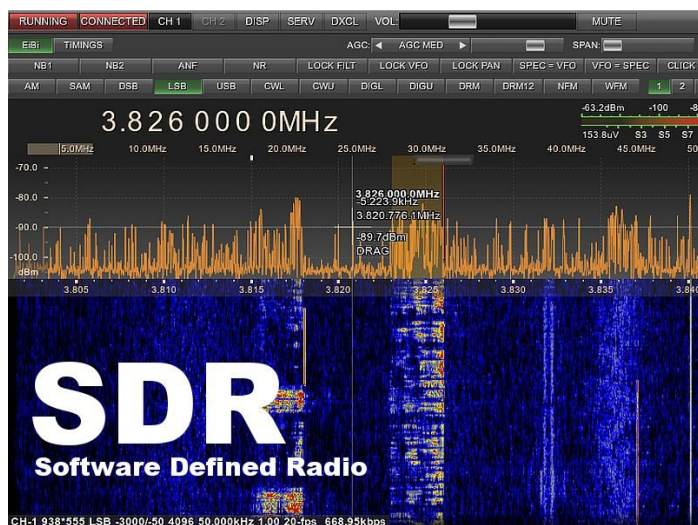 RUNNING CONNECTED CH 1 CH 2 DISP SERV DXCL VOL: MUTE
EiBi TiMINGS AGC: AGC MED SPAN:
NB1 NB2 ANF NR LOCK FILT LOCK VFO LOCK PAN SPEC = VFO VFO = SPEC CLICK
AM SAM DSB LSB USB CWL CWU DIGL DIGU DRM DRM12 NFM WFM 1 2
3.826 000 0MHz
-63.2dBm -100 -8
153.8uV S3 S5 S7
5.0MHz 10.0MHz 15.0MHz 20.0MHz 25.0MHz 30.0MHz 35.0MHz 40.0MHz 45.0MHz 50
-70.0
-80.0
-90.0
-100.0
dBm
3.826 000.0MHz
-5.223.9kHz
3.820.776.1MHz
-89.7dBm
DRAG
3.805 3.810 3.815 3.820 3.825 3.830 3.835 3.840
SDR
Software Defined Radio
CH-1 938*555 LSB -3000/-50 4096 50.000kHz 1.00 20-fps 668.95kbps